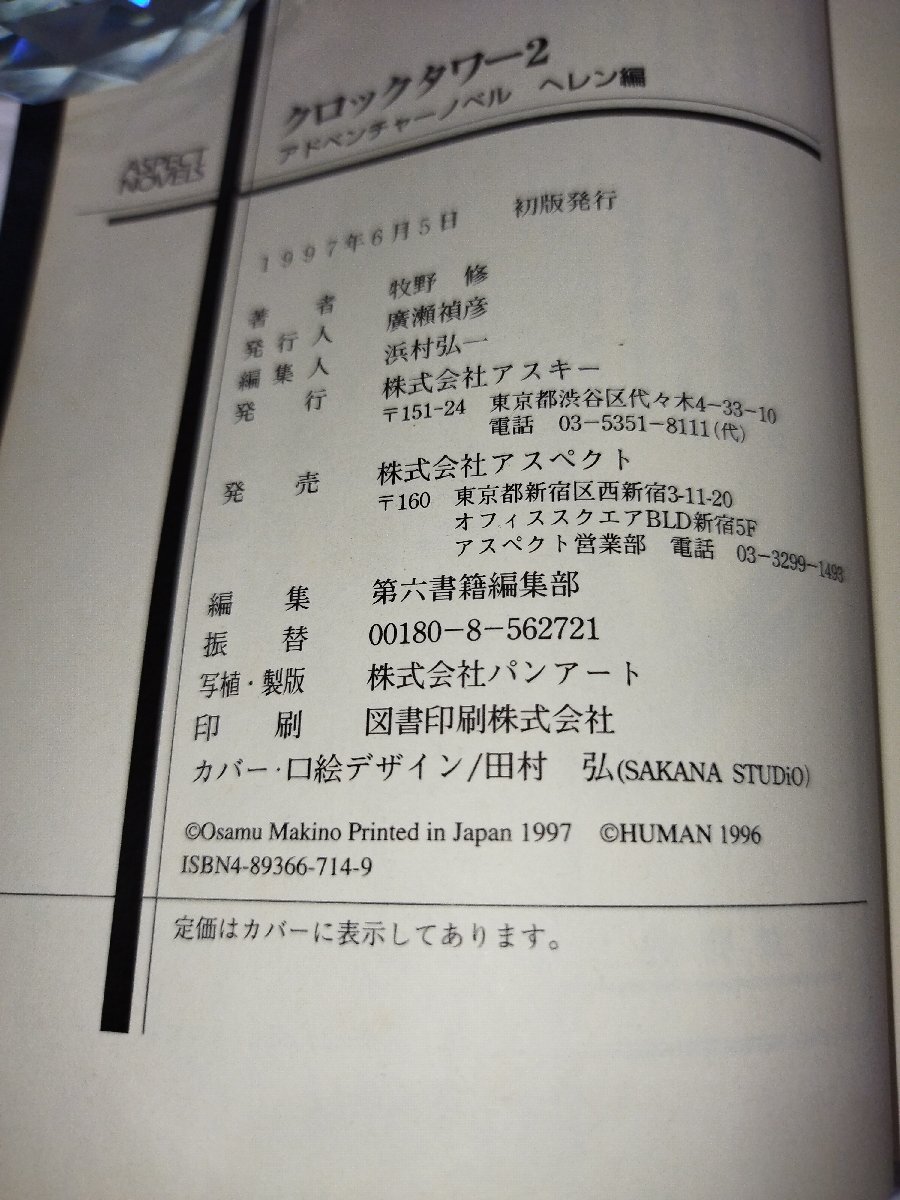 クロックタワー2
アドベンチャーノベル　ヘレン編
ASPECT
NOVELS
1997年6月5日　初版発行
著者　牧野　修
発行人　廣瀬禎彦
編集人　浜村弘一
発行　株式会社アスキー
〒151-24　東京都渋谷区代々木4-33-10
電話　03-5351-8111(代)
発売　株式会社アスペクト
〒160　東京都新宿区西新宿3-11-20
オフィススクエアBLD新宿5F
アスペクト営業部　電話　03-3299-1493
編集　第六書籍編集部
振替　00180-8-562721
写植・製版　株式会社パンアート
印刷　図書印刷株式会社
カバー・口絵デザイン/田村　弘(SAKANA STUDiO)
©Osamu Makino Printed in Japan 1997　©HUMAN 1996
ISBN4-89366-714-9
定価はカバーに表示してあります。